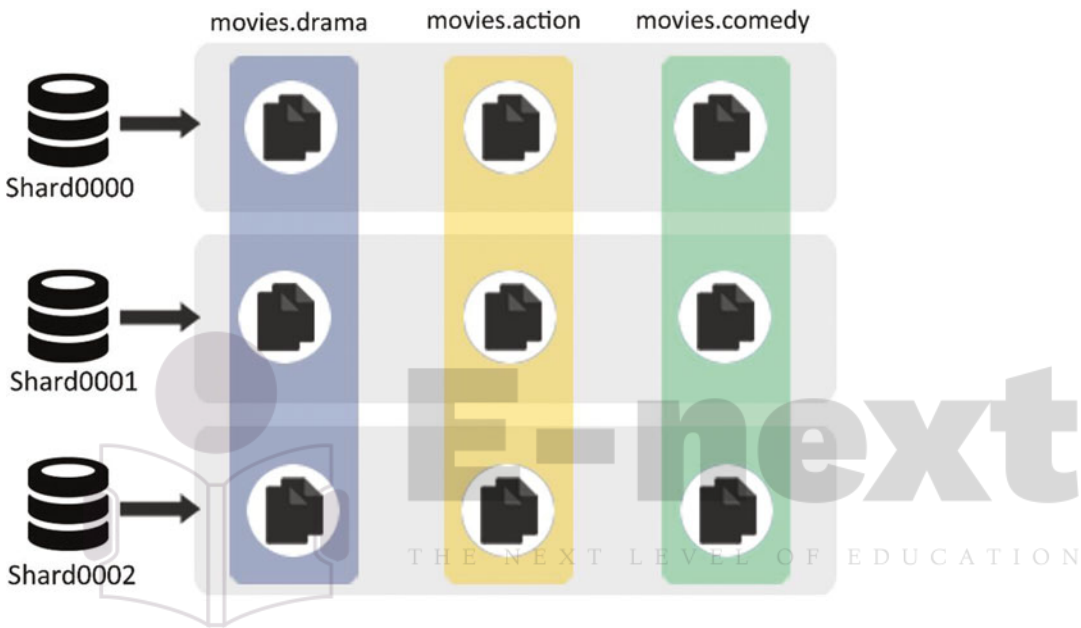 movies.drama
movies.action
movies.comedy
Shard0000
Shard0001
Shard0002
E-next
THE NEXT LEVEL OF EDUCATION